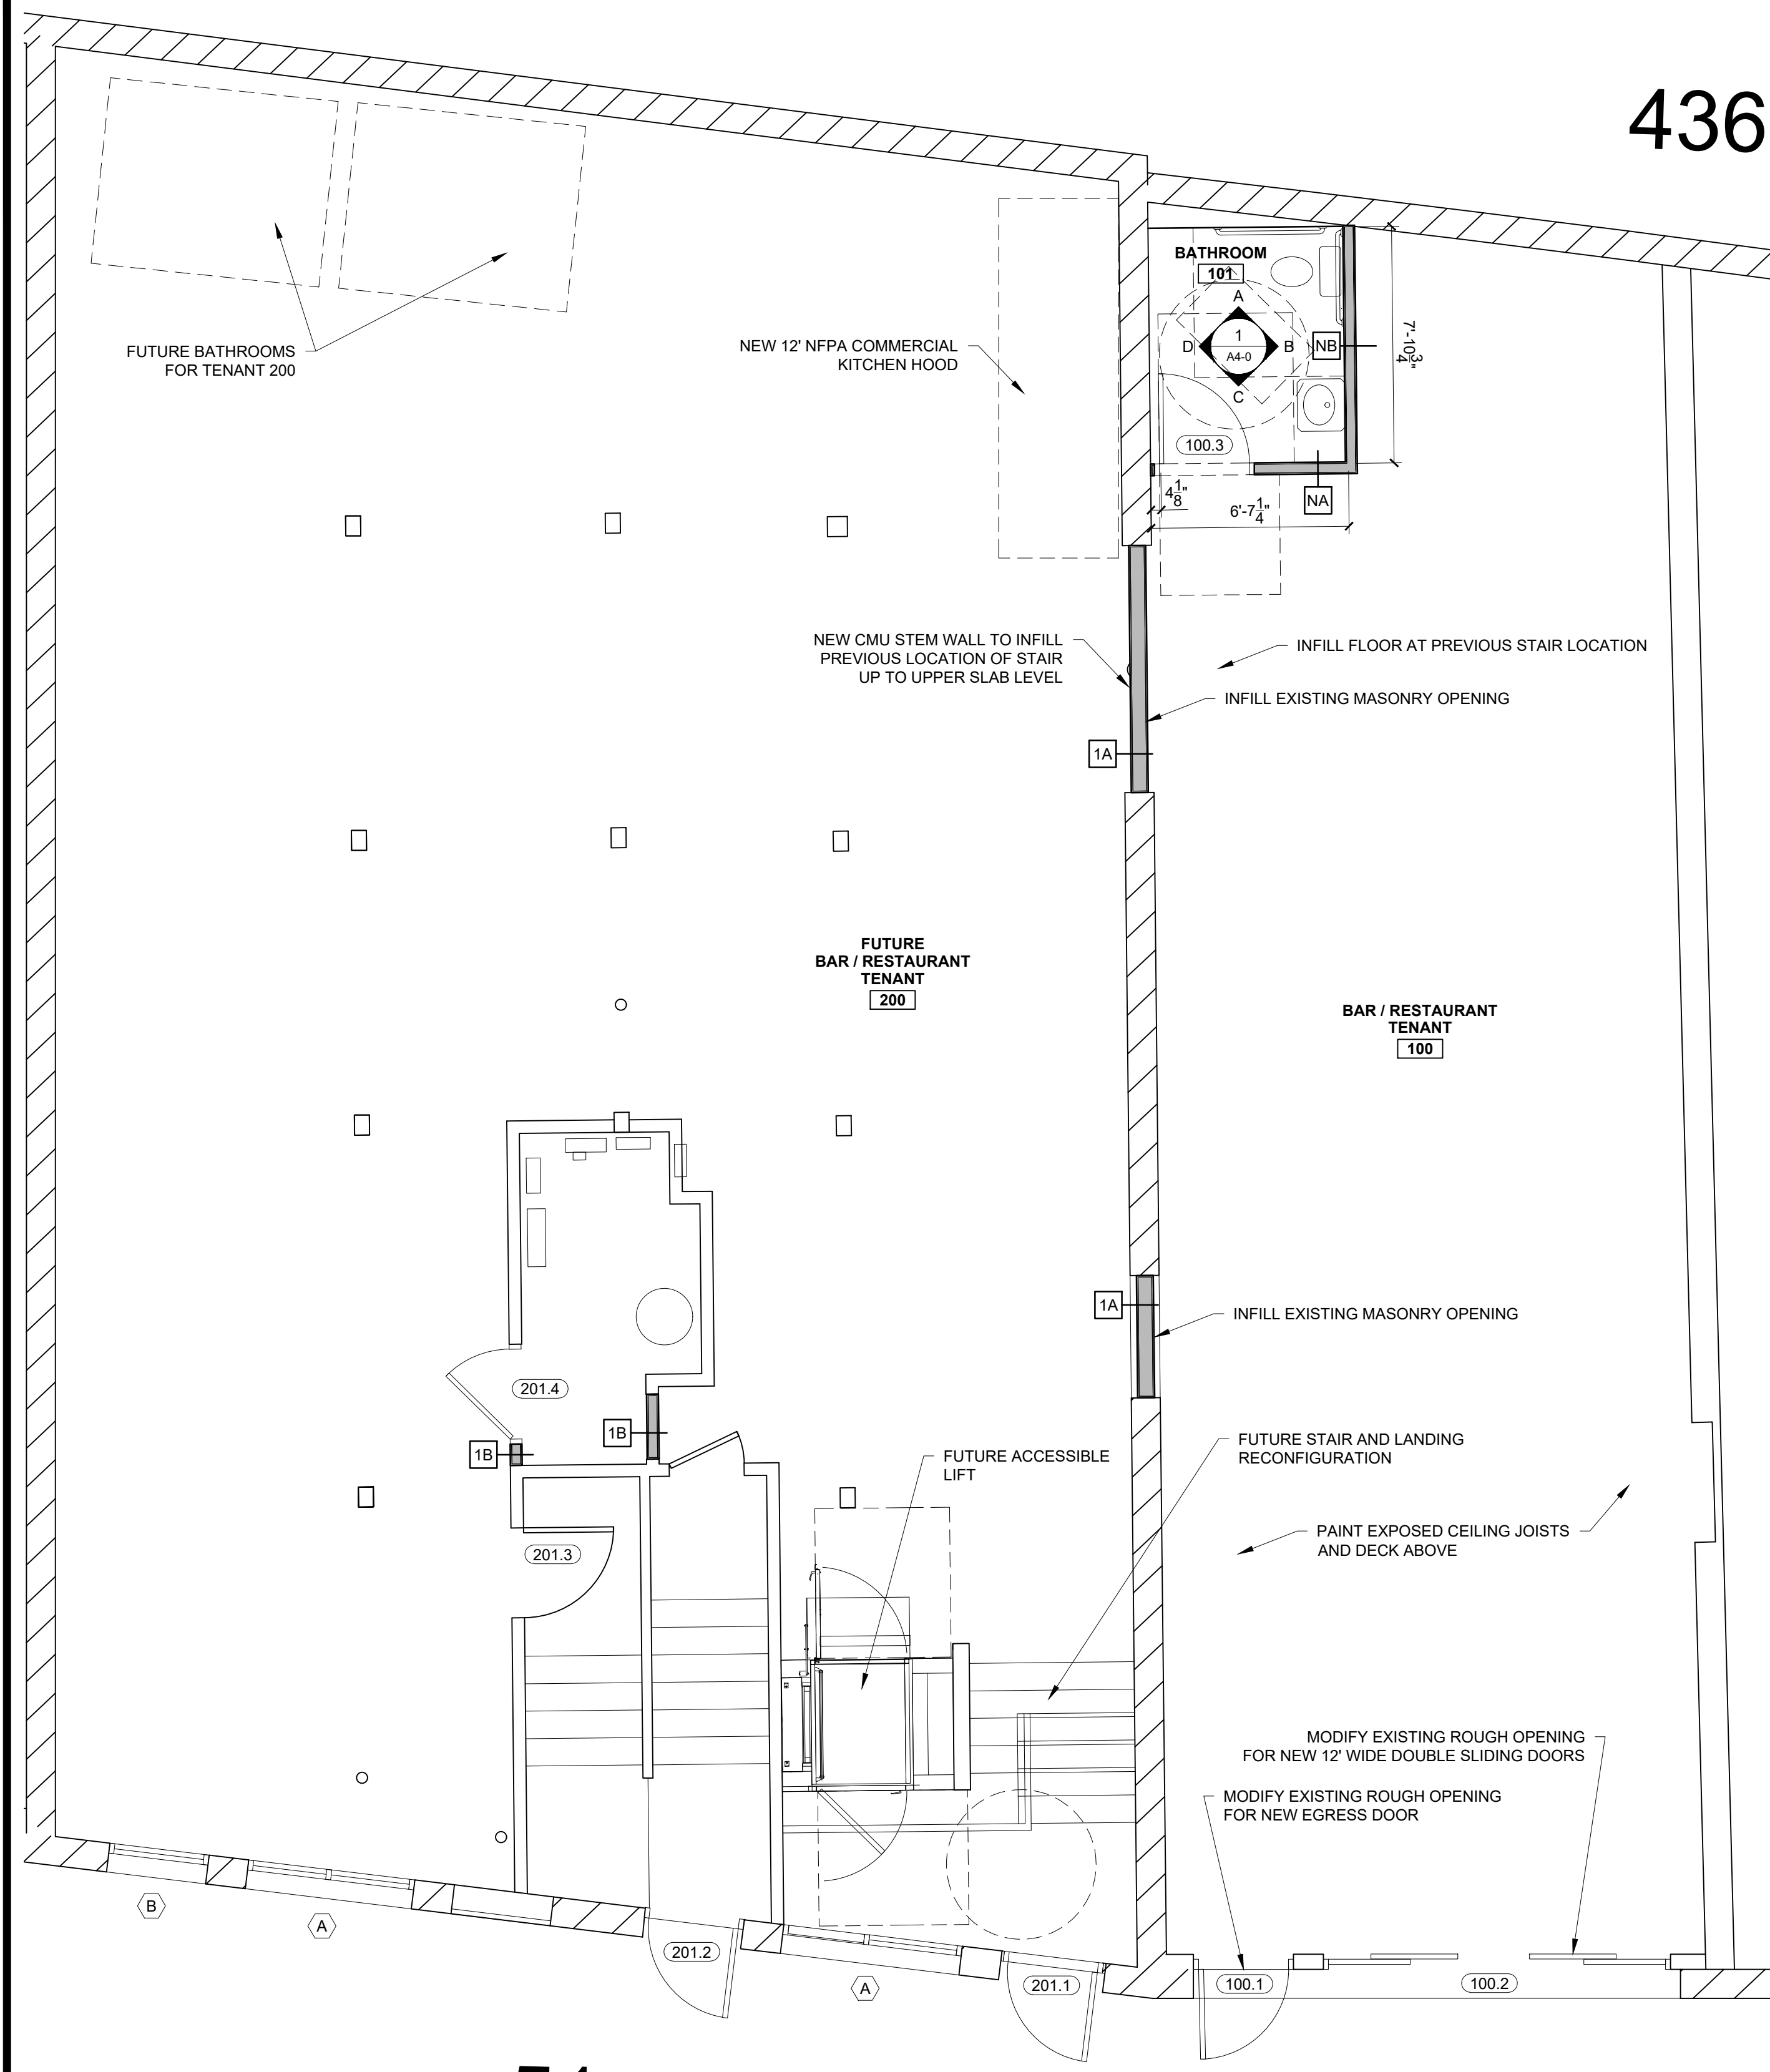 436
BATHROOM
101
A
1
A4-0
D
B
C
NB
7'-10 3/4"
FUTURE BATHROOMS
FOR TENANT 200
NEW 12' NFPA COMMERCIAL
KITCHEN HOOD
100.3
4 1/8"
6'-7 1/4"
NA
NEW CMU STEM WALL TO INFILL
PREVIOUS LOCATION OF STAIR
UP TO UPPER SLAB LEVEL
INFILL FLOOR AT PREVIOUS STAIR LOCATION
INFILL EXISTING MASONRY OPENING
1A
FUTURE
BAR / RESTAURANT
TENANT
200
BAR / RESTAURANT
TENANT
100
1A
INFILL EXISTING MASONRY OPENING
201.4
1B
1B
FUTURE ACCESSIBLE
LIFT
FUTURE STAIR AND LANDING
RECONFIGURATION
201.3
PAINT EXPOSED CEILING JOISTS
AND DECK ABOVE
MODIFY EXISTING ROUGH OPENING
FOR NEW 12' WIDE DOUBLE SLIDING DOORS
MODIFY EXISTING ROUGH OPENING
FOR NEW EGRESS DOOR
B
A
201.2
A
201.1
100.1
100.2